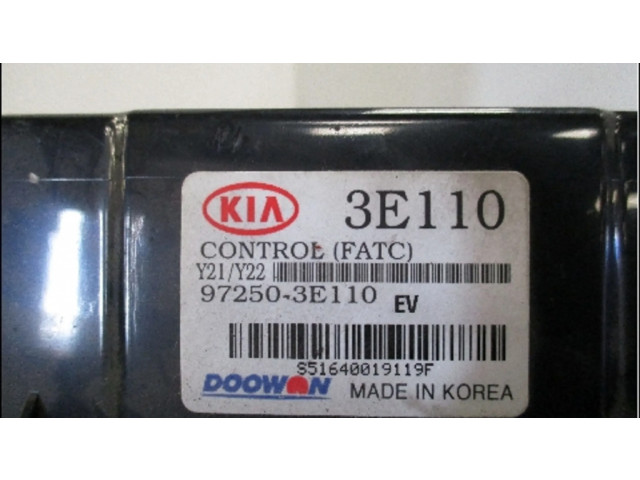 KIA 3E110
CONTROL (FATC)
Y21/Y22
97250-3E110 EV
S51640019119F
DOOWON MADE IN KOREA